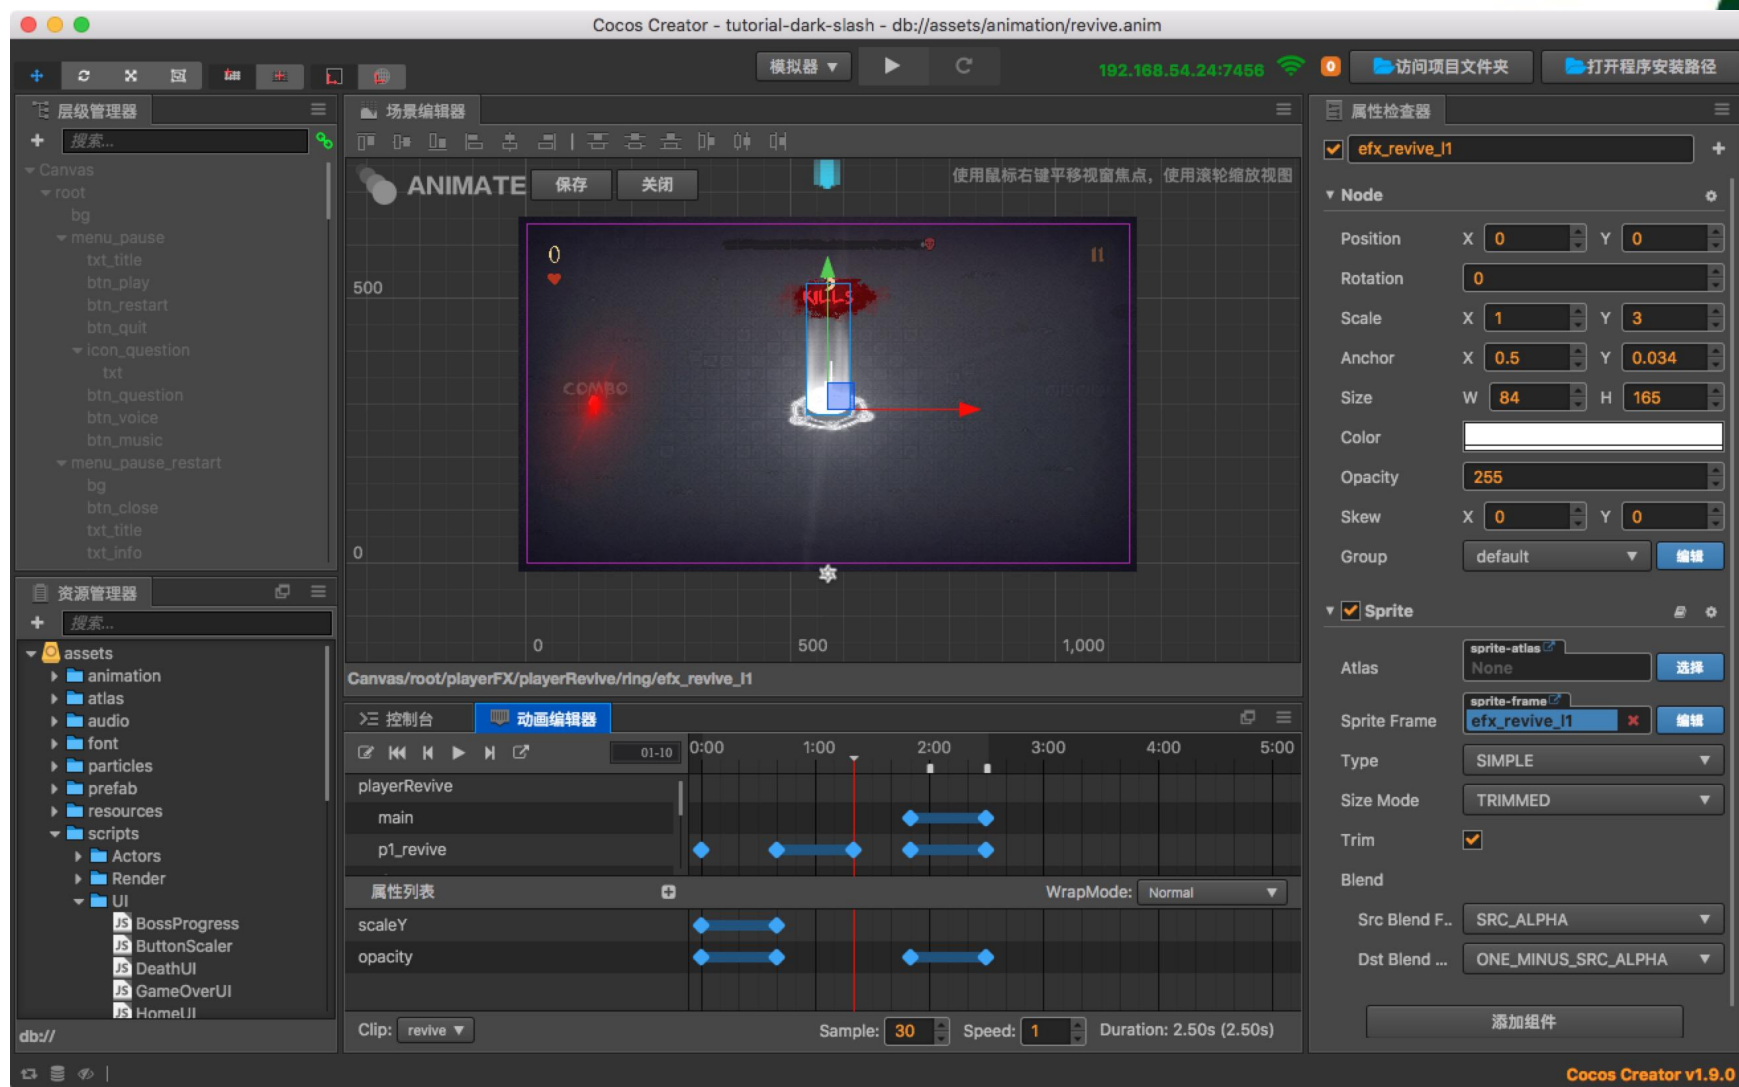 Cocos Creator - tutorial-dark-slash - db://assets/animation/revive.anim
模拟器
192.168.54.24:7456
0
访问项目文件夹
打开程序安装路径
层级管理器
搜索...
Canvas
root
bg
menu_pause
txt_title
btn_play
btn_restart
btn_quit
icon_question
txt
btn_question
btn_voice
btn_music
menu_pause_restart
bg
btn_close
txt_title
txt_info
资源管理器
搜索...
assets
animation
atlas
audio
font
particles
prefab
resources
scripts
Actors
Render
UI
JS BossProgress
JS ButtonScaler
JS DeathUI
JS GameOverUI
JS HomeUI
db://
场景编辑器
ANIMATE
保存
关闭
使用鼠标右键平移视窗焦点，使用滚轮缩放视图
0
KILLS
COMBO
500
0
0
500
1,000
Canvas/root/playerFX/playerRevive/ring/efx_revive_l1
控制台
动画编辑器
01-10
0:00 1:00 2:00 3:00 4:00 5:00
playerRevive
main
p1_revive
属性列表
WrapMode: Normal
scaleY
opacity
Clip: revive
Sample: 30
Speed: 1
Duration: 2.50s (2.50s)
属性检查器
efx_revive_l1
Node
Position X 0 Y 0
Rotation 0
Scale X 1 Y 3
Anchor X 0.5 Y 0.034
Size W 84 H 165
Color
Opacity 255
Skew X 0 Y 0
Group default 编辑
Sprite
sprite-atlas
Atlas None 选择
sprite-frame
Sprite Frame efx_revive_l1 编辑
Type SIMPLE
Size Mode TRIMMED
Trim
Blend
Src Blend F... SRC_ALPHA
Dst Blend ... ONE_MINUS_SRC_ALPHA
添加组件
Cocos Creator v1.9.0